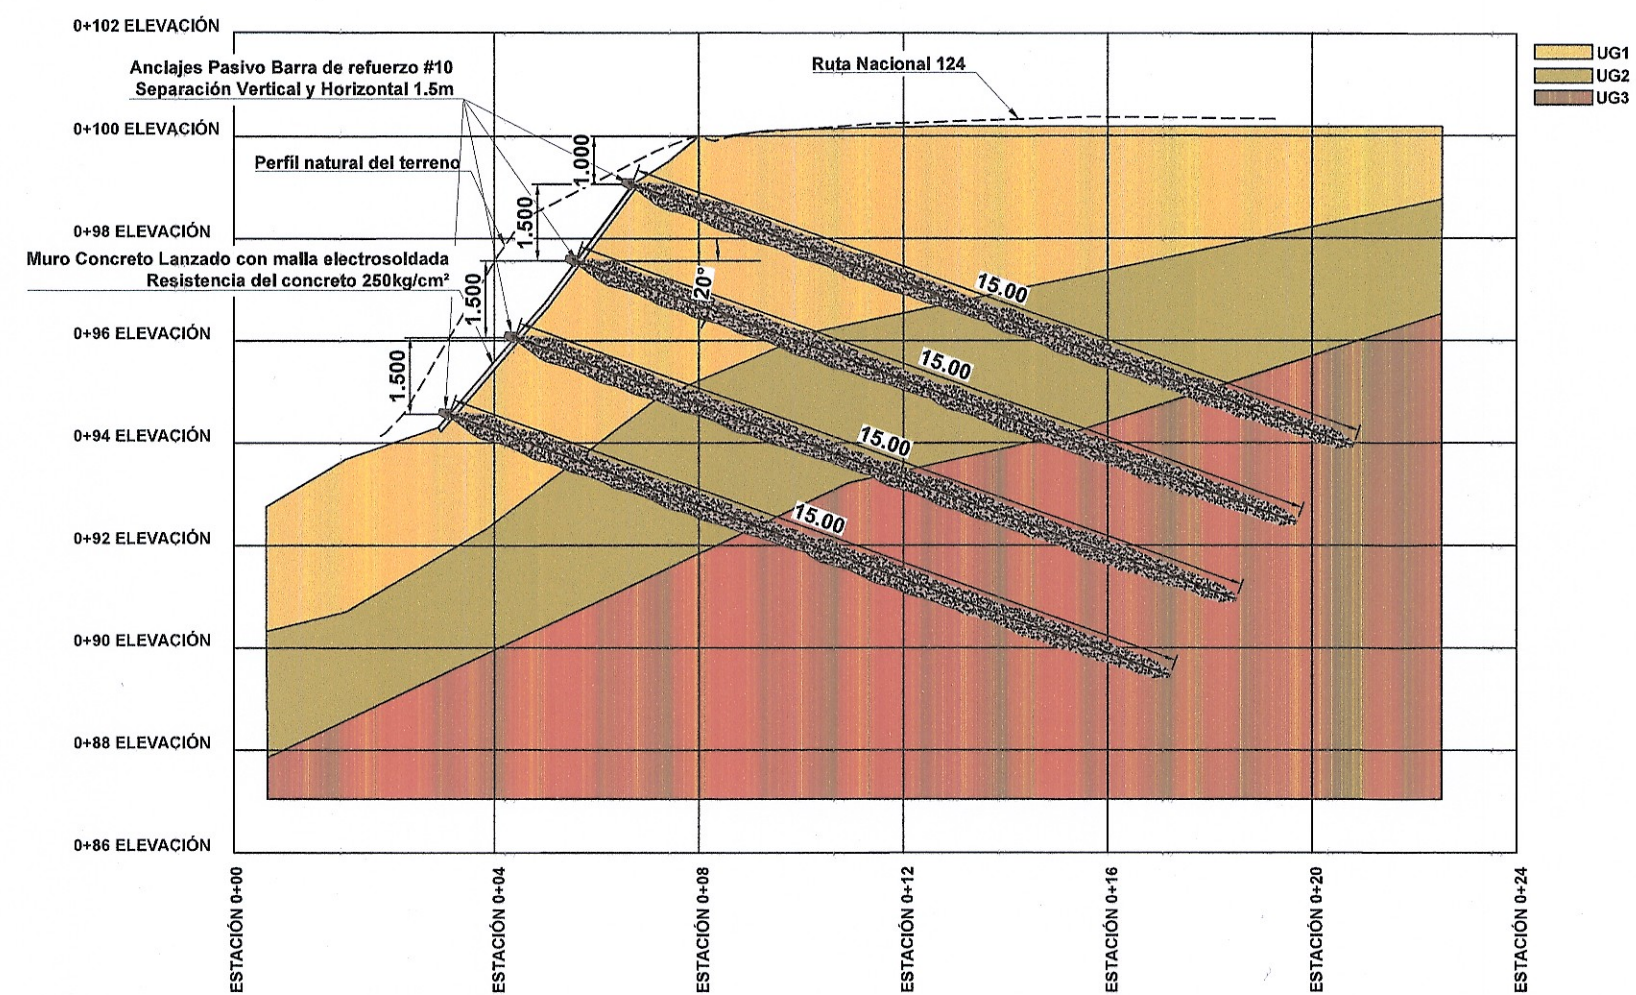 0+102 ELEVACIÓN
Anclajes Pasivo Barra de refuerzo #10
Separación Vertical y Horizontal 1.5m
Ruta Nacional 124
UG1
UG2
UG3
0+100 ELEVACIÓN
1.000
Perfil natural del terreno
1.500
0+98 ELEVACIÓN
Muro Concreto Lanzado con malla electrosoldada
Resistencia del concreto 250kg/cm²
1.500
20°
15.00
0+96 ELEVACIÓN
1.500
15.00
0+94 ELEVACIÓN
15.00
15.00
0+92 ELEVACIÓN
0+90 ELEVACIÓN
0+88 ELEVACIÓN
0+86 ELEVACIÓN
ESTACIÓN 0+00
ESTACIÓN 0+04
ESTACIÓN 0+08
ESTACIÓN 0+12
ESTACIÓN 0+16
ESTACIÓN 0+20
ESTACIÓN 0+24